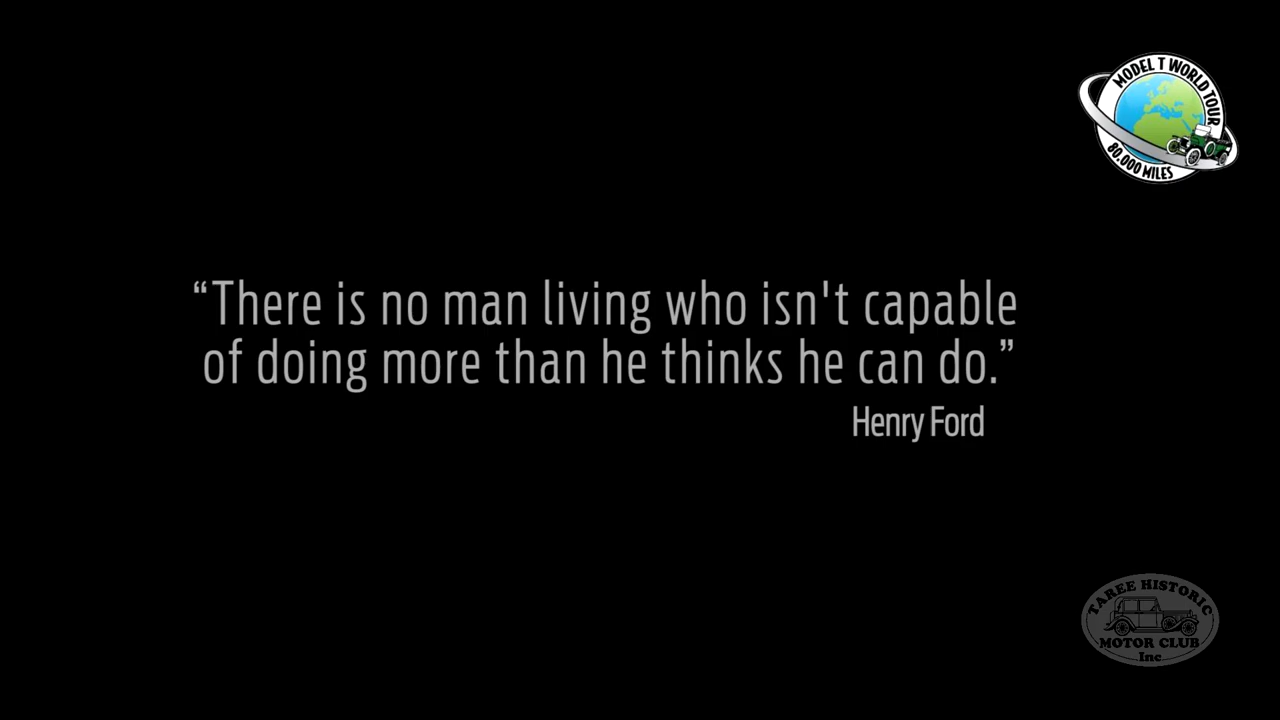 MODEL T WORLD TOUR
80.000 MILES
“There is no man living who isn't capable
of doing more than he thinks he can do.”
Henry Ford
TAREE HISTORIC
MOTOR CLUB
Inc